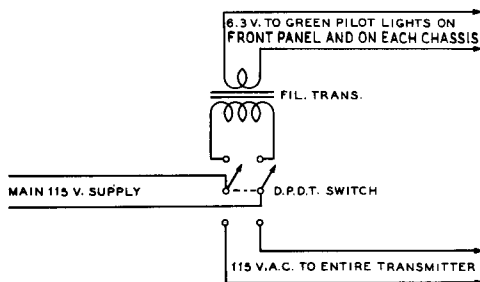 6.3 V. TO GREEN PILOT LIGHTS ON
FRONT PANEL AND ON EACH CHASSIS
FIL. TRANS.
MAIN 115 V. SUPPLY
D.P.D.T. SWITCH
115 V. A.C. TO ENTIRE TRANSMITTER